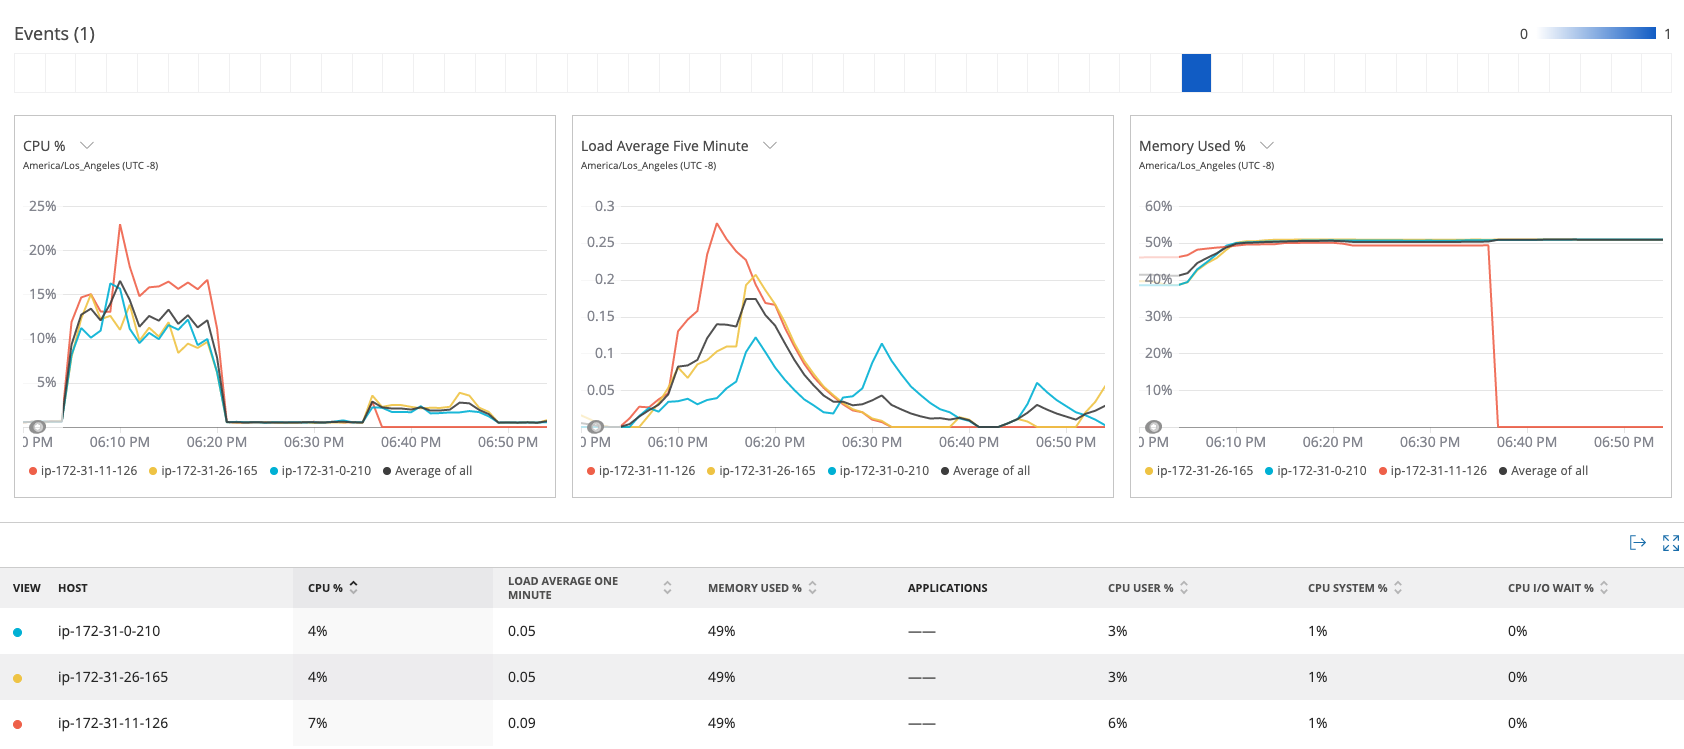 Events (1)
0 1
CPU %
America/Los_Angeles (UTC -8)
25%
20%
15%
10%
5%
0 PM 06:10 PM 06:20 PM 06:30 PM 06:40 PM 06:50 PM
ip-172-31-11-126 ip-172-31-26-165 ip-172-31-0-210 Average of all
Load Average Five Minute
America/Los_Angeles (UTC -8)
0.3
0.25
0.2
0.15
0.1
0.05
0 PM 06:10 PM 06:20 PM 06:30 PM 06:40 PM 06:50 PM
ip-172-31-11-126 ip-172-31-26-165 ip-172-31-0-210 Average of all
Memory Used %
America/Los_Angeles (UTC -8)
60%
50%
40%
30%
20%
10%
0 PM 06:10 PM 06:20 PM 06:30 PM 06:40 PM 06:50 PM
ip-172-31-26-165 ip-172-31-0-210 ip-172-31-11-126 Average of all
VIEW HOST CPU % LOAD AVERAGE ONE MINUTE MEMORY USED % APPLICATIONS CPU USER % CPU SYSTEM % CPU I/O WAIT %
ip-172-31-0-210 4% 0.05 49% —— 3% 1% 0%
ip-172-31-26-165 4% 0.05 49% —— 3% 1% 0%
ip-172-31-11-126 7% 0.09 49% —— 6% 1% 0%